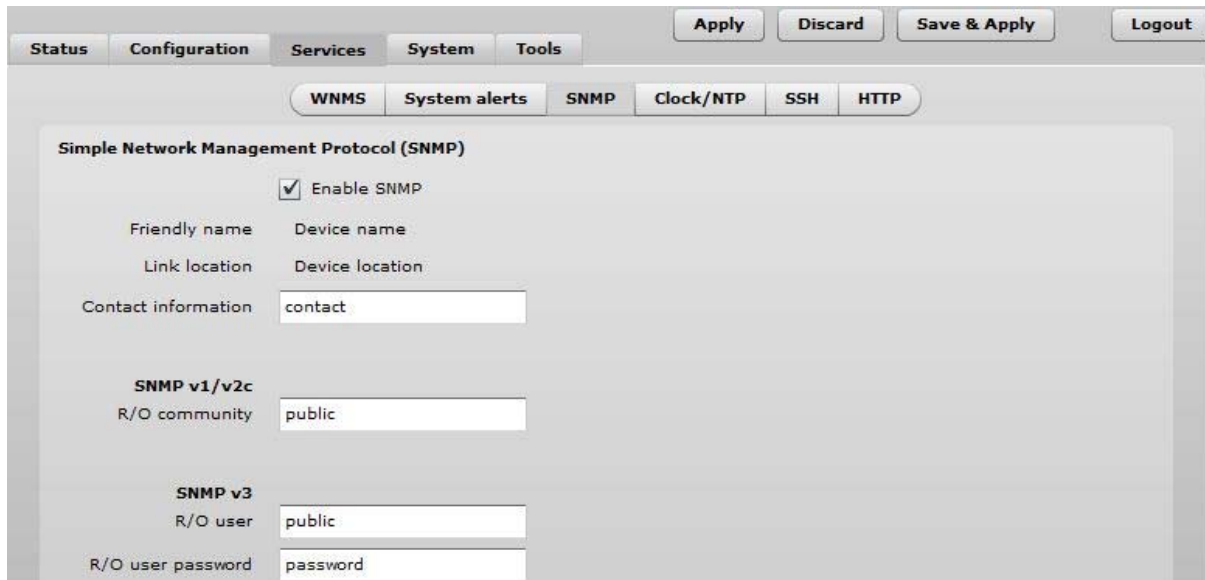 Apply Discard Save & Apply Logout
Status Configuration Services System Tools
WNMS System alerts SNMP Clock/NTP SSH HTTP
Simple Network Management Protocol (SNMP)
Enable SNMP
Friendly name Device name
Link location Device location
Contact information contact
SNMP v1/v2c
R/O community public
SNMP v3
R/O user public
R/O user password password